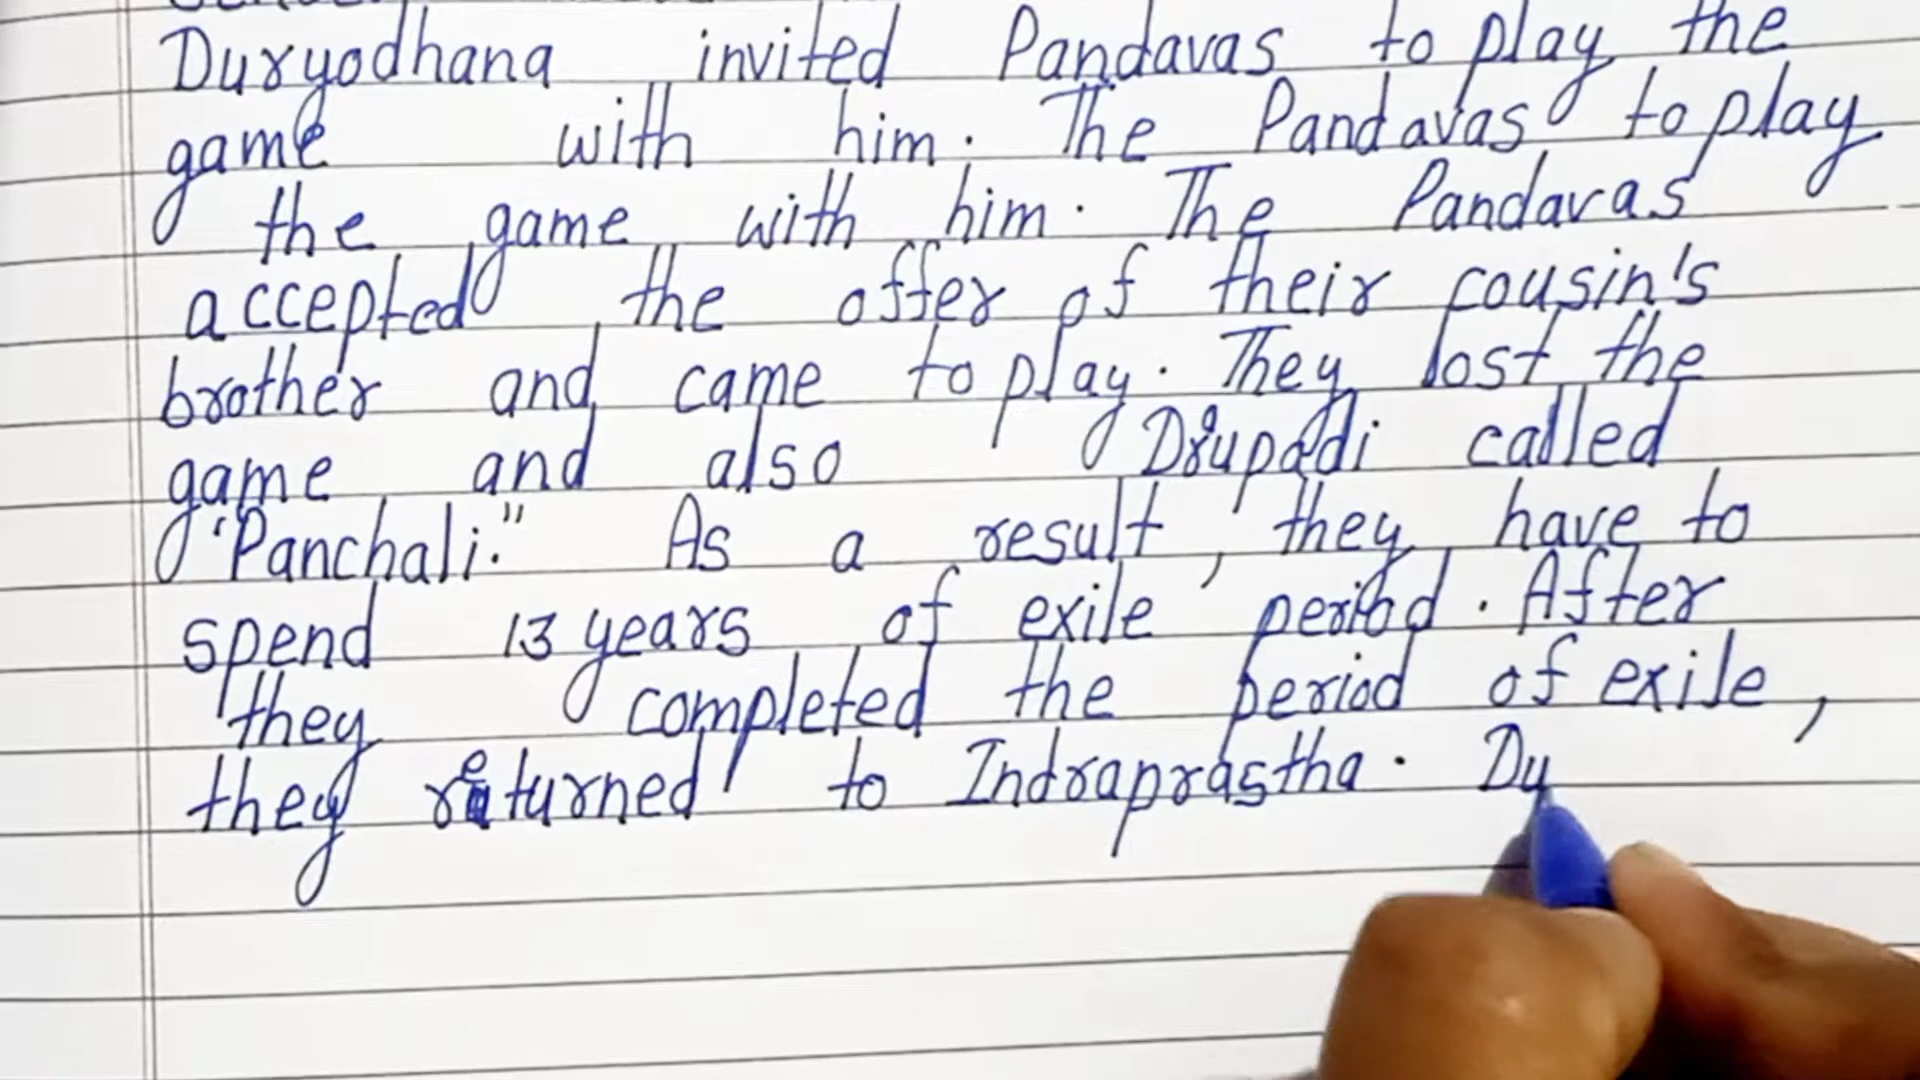 Duryodhana invited Pandavas to play the
game with him. The Pandavas to play
the game with him. The Pandavas
accepted the offer of their cousin's
brother and came to play. They lost the
game and also Drupadi called
"Panchali." As a result, they have to
spend 13 years of exile period. After
they completed the period of exile,
they returned to Indraprastha. Du